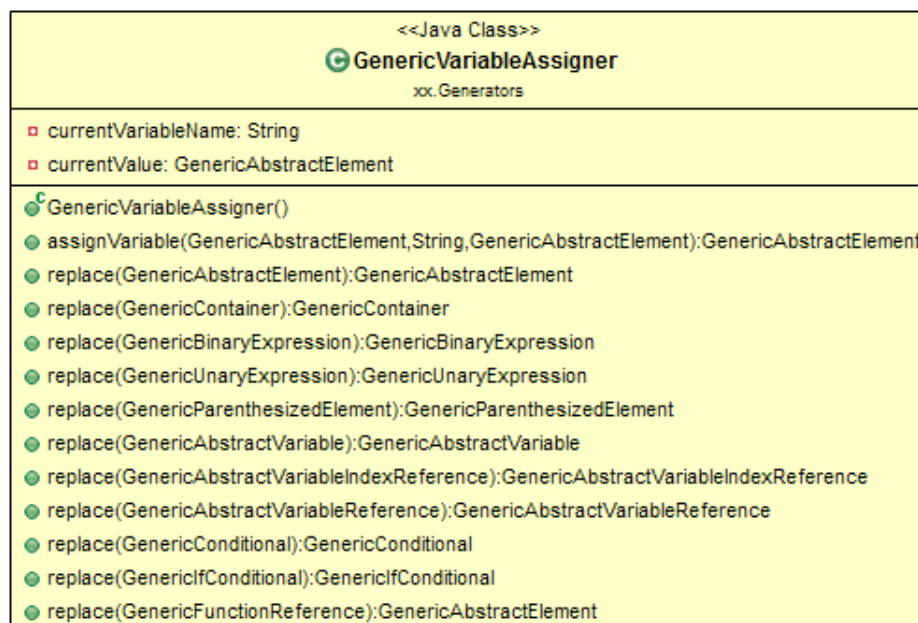 <<Java Class>>
GenericVariableAssigner
xx.Generators
currentVariableName: String
currentValue: GenericAbstractElement
GenericVariableAssigner()
assignVariable(GenericAbstractElement,String,GenericAbstractElement):GenericAbstractElement
replace(GenericAbstractElement):GenericAbstractElement
replace(GenericContainer):GenericContainer
replace(GenericBinaryExpression):GenericBinaryExpression
replace(GenericUnaryExpression):GenericUnaryExpression
replace(GenericParenthesizedElement):GenericParenthesizedElement
replace(GenericAbstractVariable):GenericAbstractVariable
replace(GenericAbstractVariableIndexReference):GenericAbstractVariableIndexReference
replace(GenericAbstractVariableReference):GenericAbstractVariableReference
replace(GenericConditional):GenericConditional
replace(GenericIfConditional):GenericIfConditional
replace(GenericFunctionReference):GenericAbstractElement